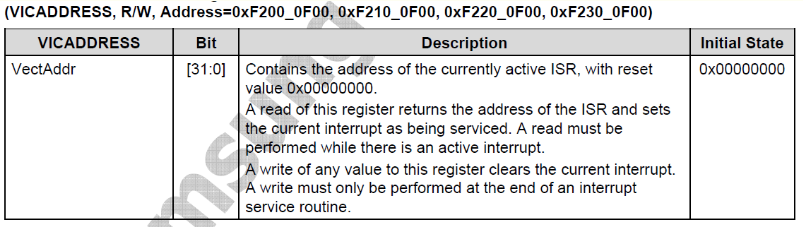 (VICADDRESS, R/W, Address=0xF200_0F00, 0xF210_0F00, 0xF220_0F00, 0xF230_0F00)
VICADDRESS Bit Description Initial State
VectAddr [31:0] Contains the address of the currently active ISR, with reset 0x00000000
value 0x00000000.
A read of this register returns the address of the ISR and sets
the current interrupt as being serviced. A read must be
performed while there is an active interrupt.
A write of any value to this register clears the current interrupt.
A write must only be performed at the end of an interrupt
service routine.
msung